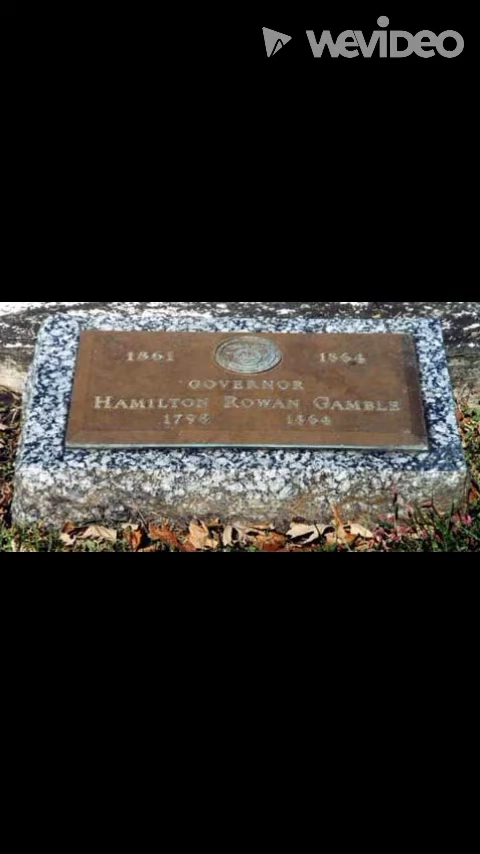 WEVIDEO
1861 1864
GOVERNOR
HAMILTON ROWAN GAMBLE
1798 1864